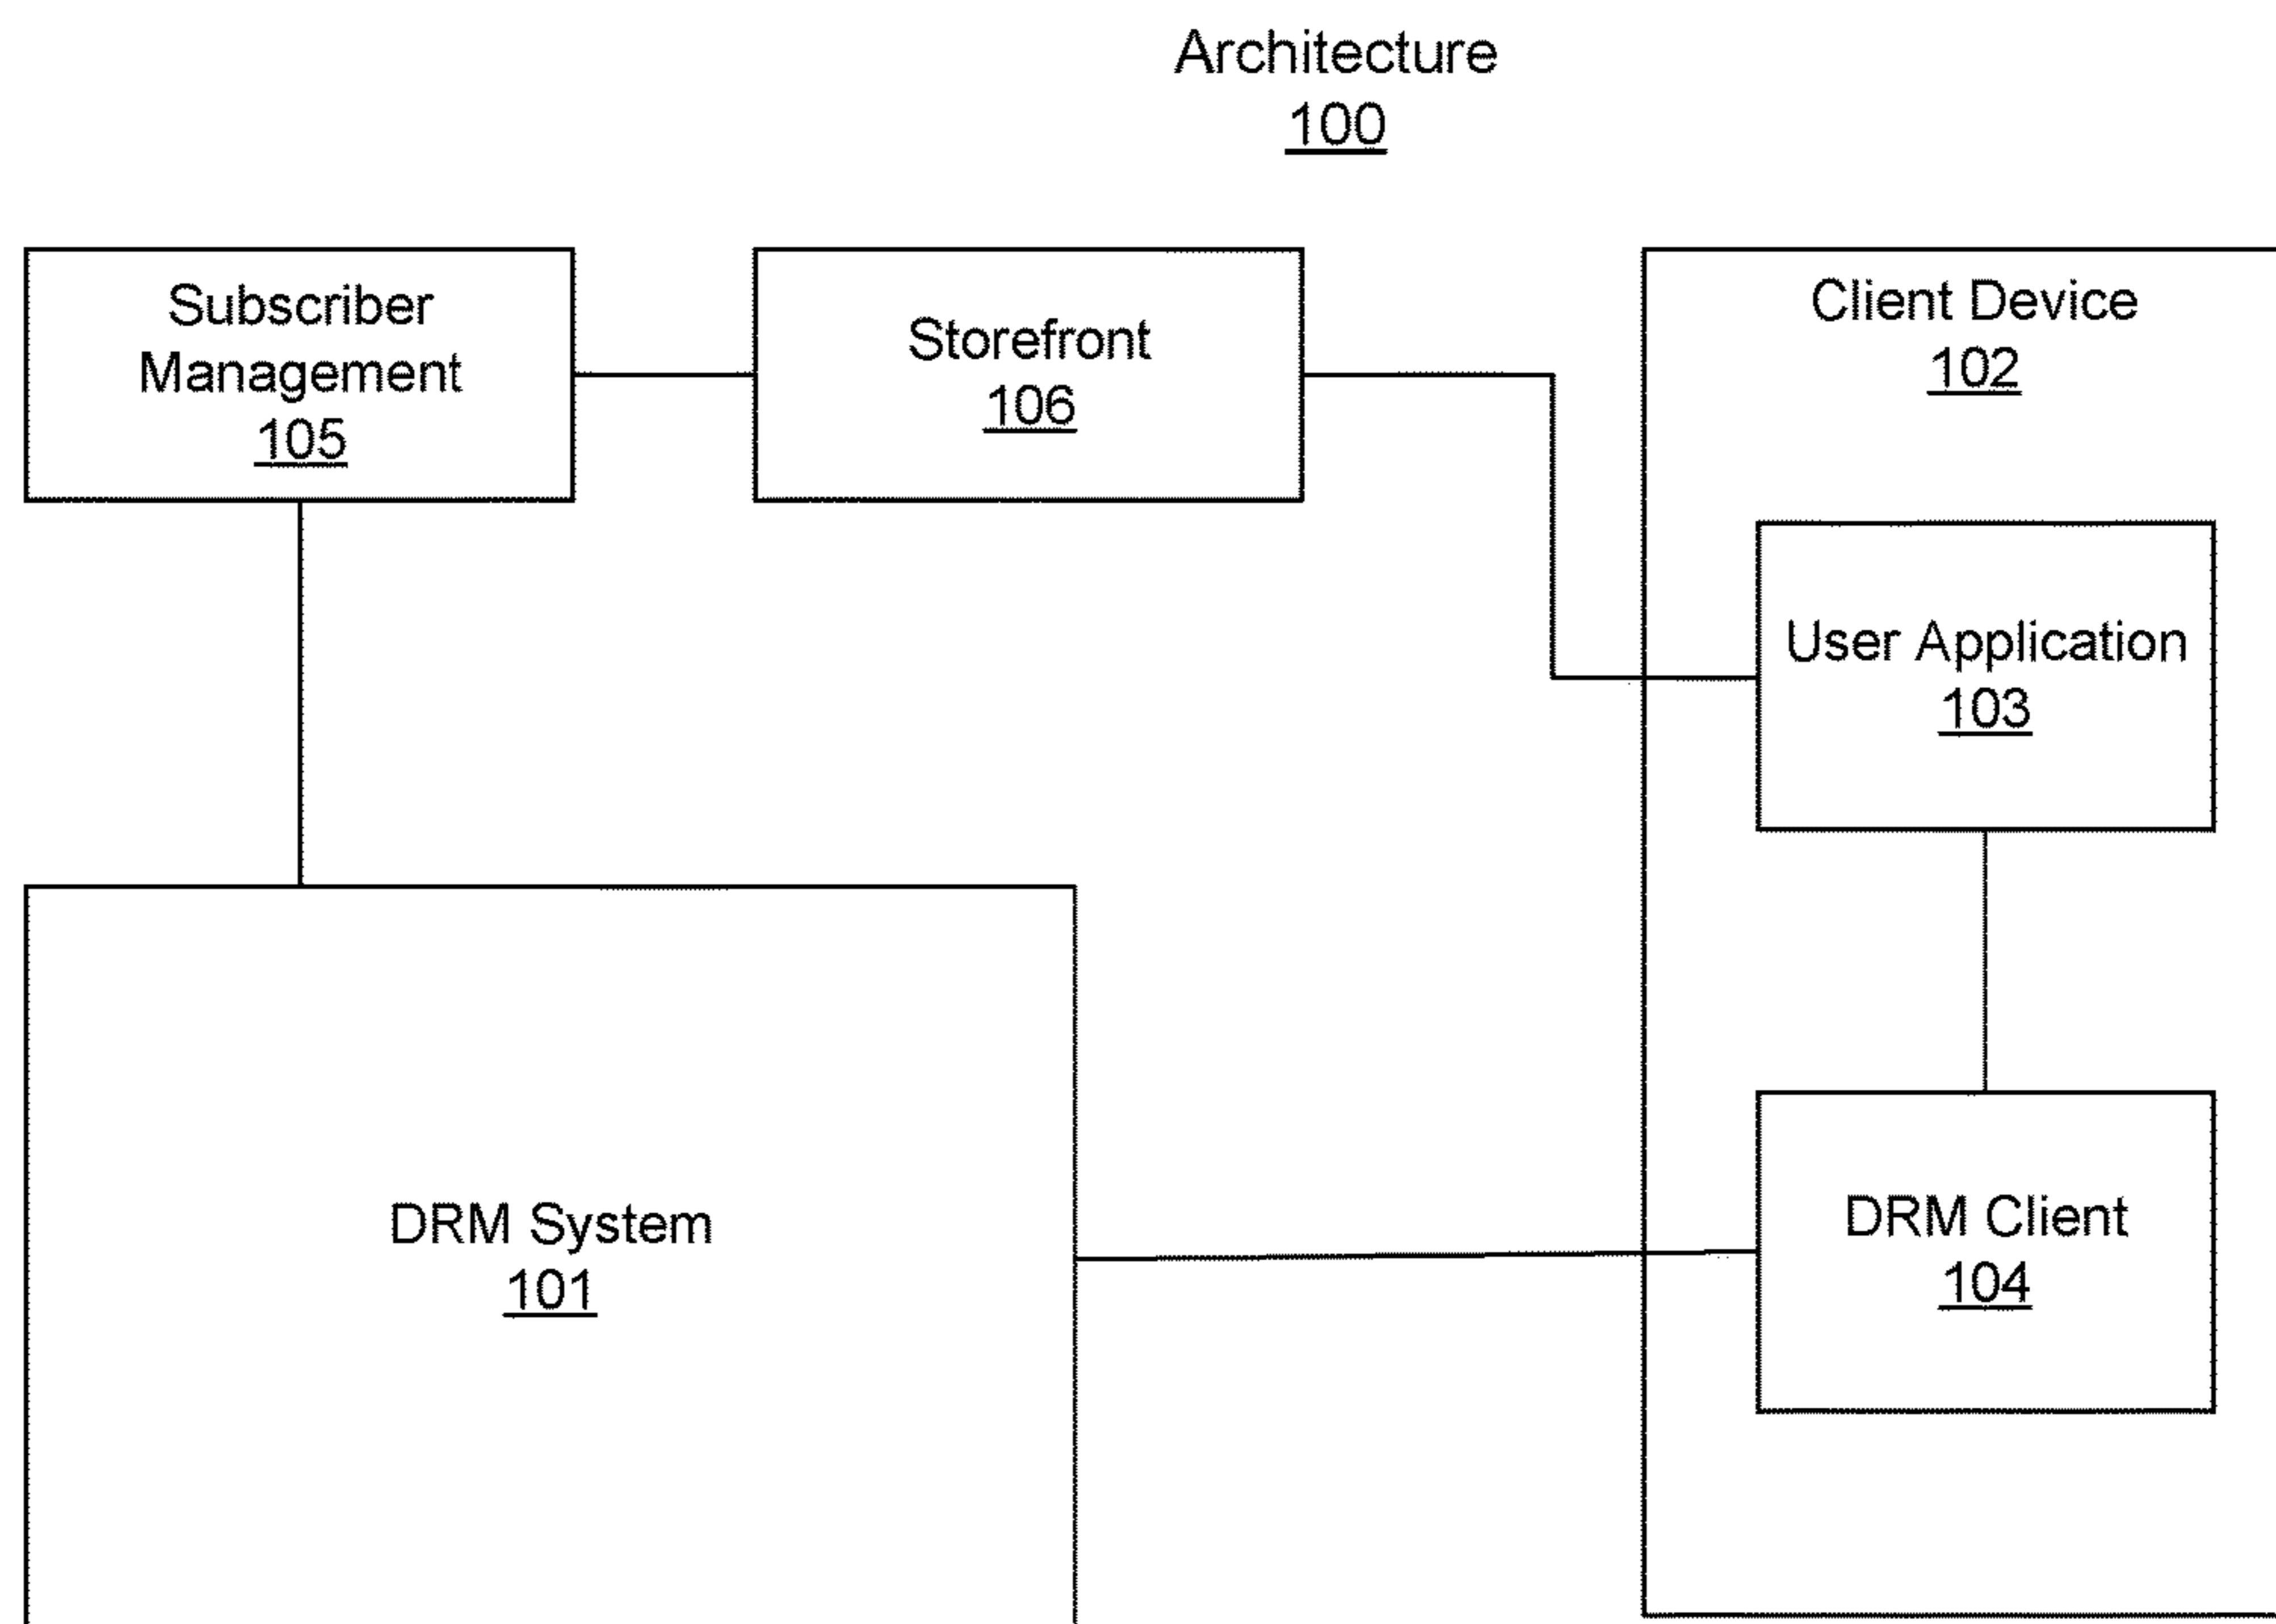 Architecture
100
Subscriber
Management
105
Storefront
106
Client Device
102
User Application
103
DRM System
101
DRM Client
104